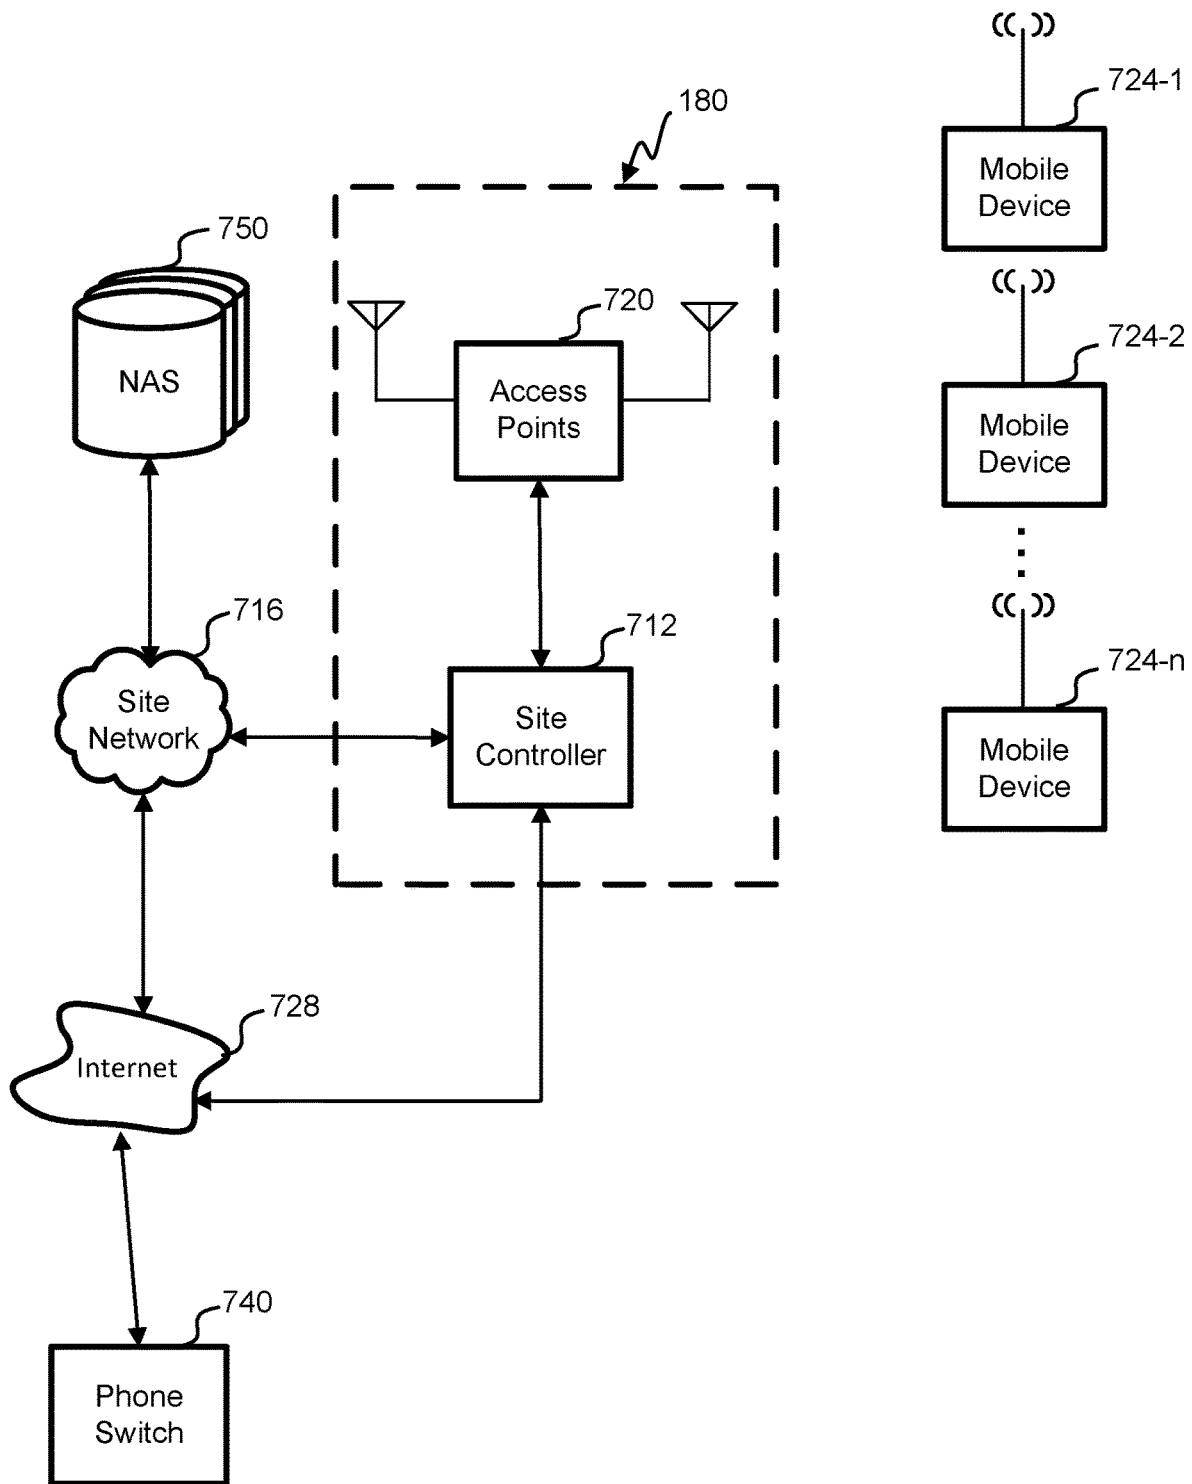 724-1
180
Mobile
Device
750
720
NAS
Access
Points
724-2
Mobile
Device
716
712
724-n
Site
Network
Site
Controller
Mobile
Device
728
Internet
740
Phone
Switch